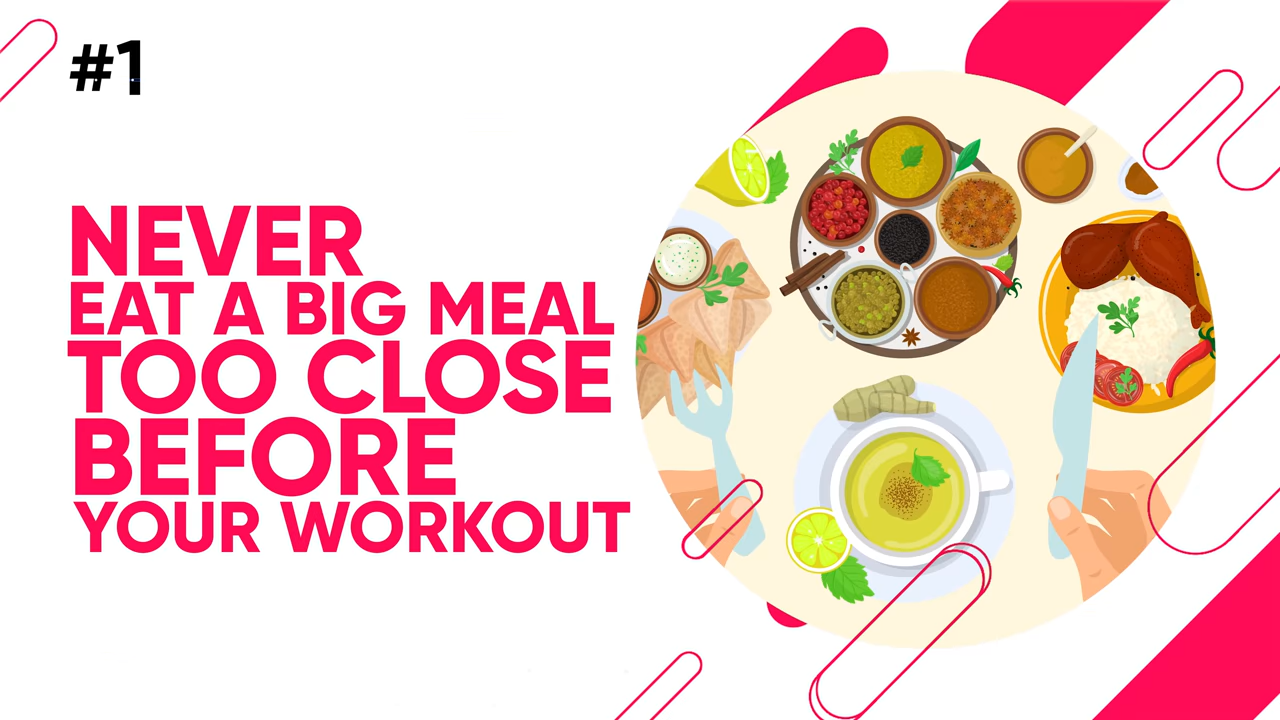 #1
NEVER
EAT A BIG MEAL
TOO CLOSE
BEFORE
YOUR WORKOUT